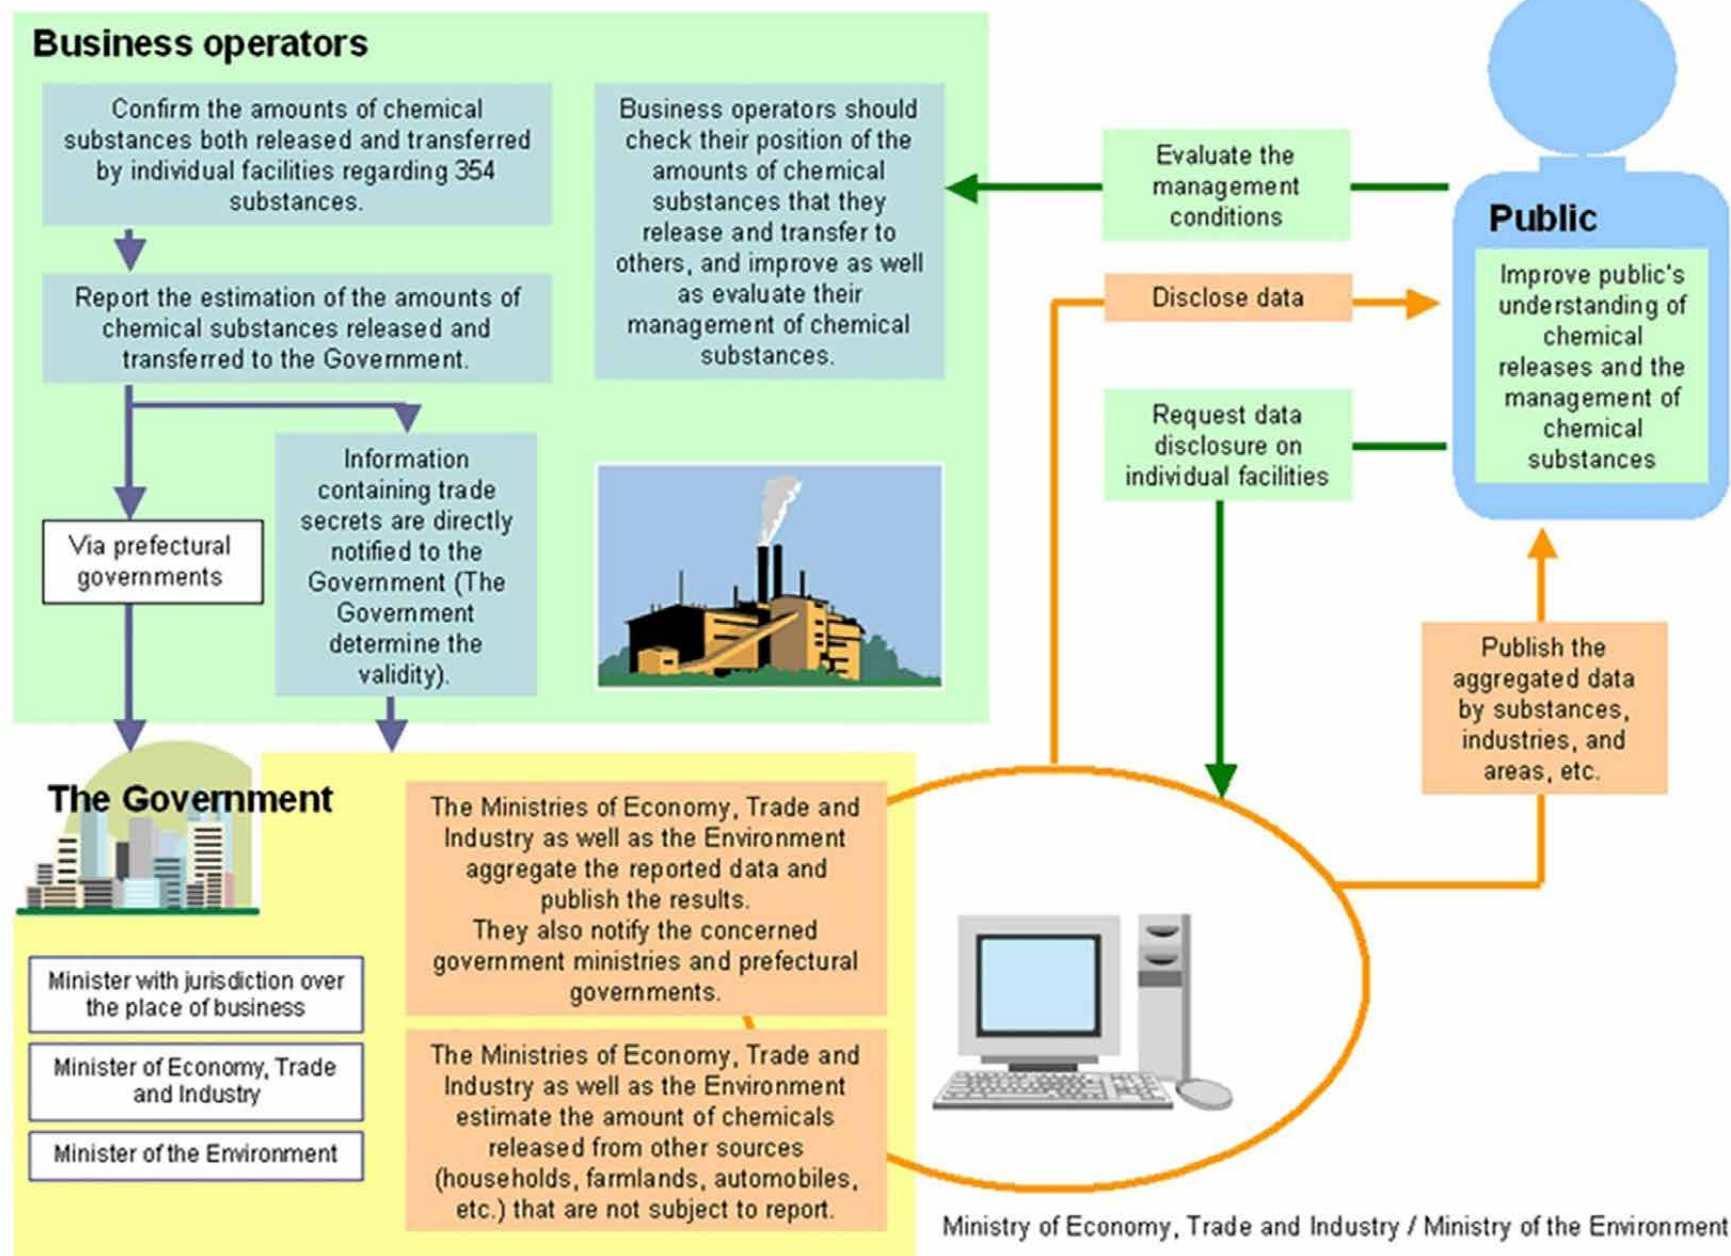 Business operators
Confirm the amounts of chemical
substances both released and transferred
by individual facilities regarding 354
substances.
Report the estimation of the amounts of
chemical substances released and
transferred to the Government.
Via prefectural
governments
Information
containing trade
secrets are directly
notified to the
Government (The
Government
determine the
validity).
Business operators should
check their position of the
amounts of chemical
substances that they
release and transfer to
others, and improve as well
as evaluate their
management of chemical
substances.
Evaluate the
management
conditions
Disclose data
Request data
disclosure on
individual facilities
Public
Improve public's
understanding of
chemical
releases and the
management of
chemical
substances
Publish the
aggregated data
by substances,
industries, and
areas, etc.
The Government
Minister with jurisdiction over
the place of business
Minister of Economy, Trade
and Industry
Minister of the Environment
The Ministries of Economy, Trade and
Industry as well as the Environment
aggregate the reported data and
publish the results.
They also notify the concerned
government ministries and prefectural
governments.
The Ministries of Economy, Trade and
Industry as well as the Environment
estimate the amount of chemicals
released from other sources
(households, farmlands, automobiles,
etc.) that are not subject to report.
Ministry of Economy, Trade and Industry / Ministry of the Environment